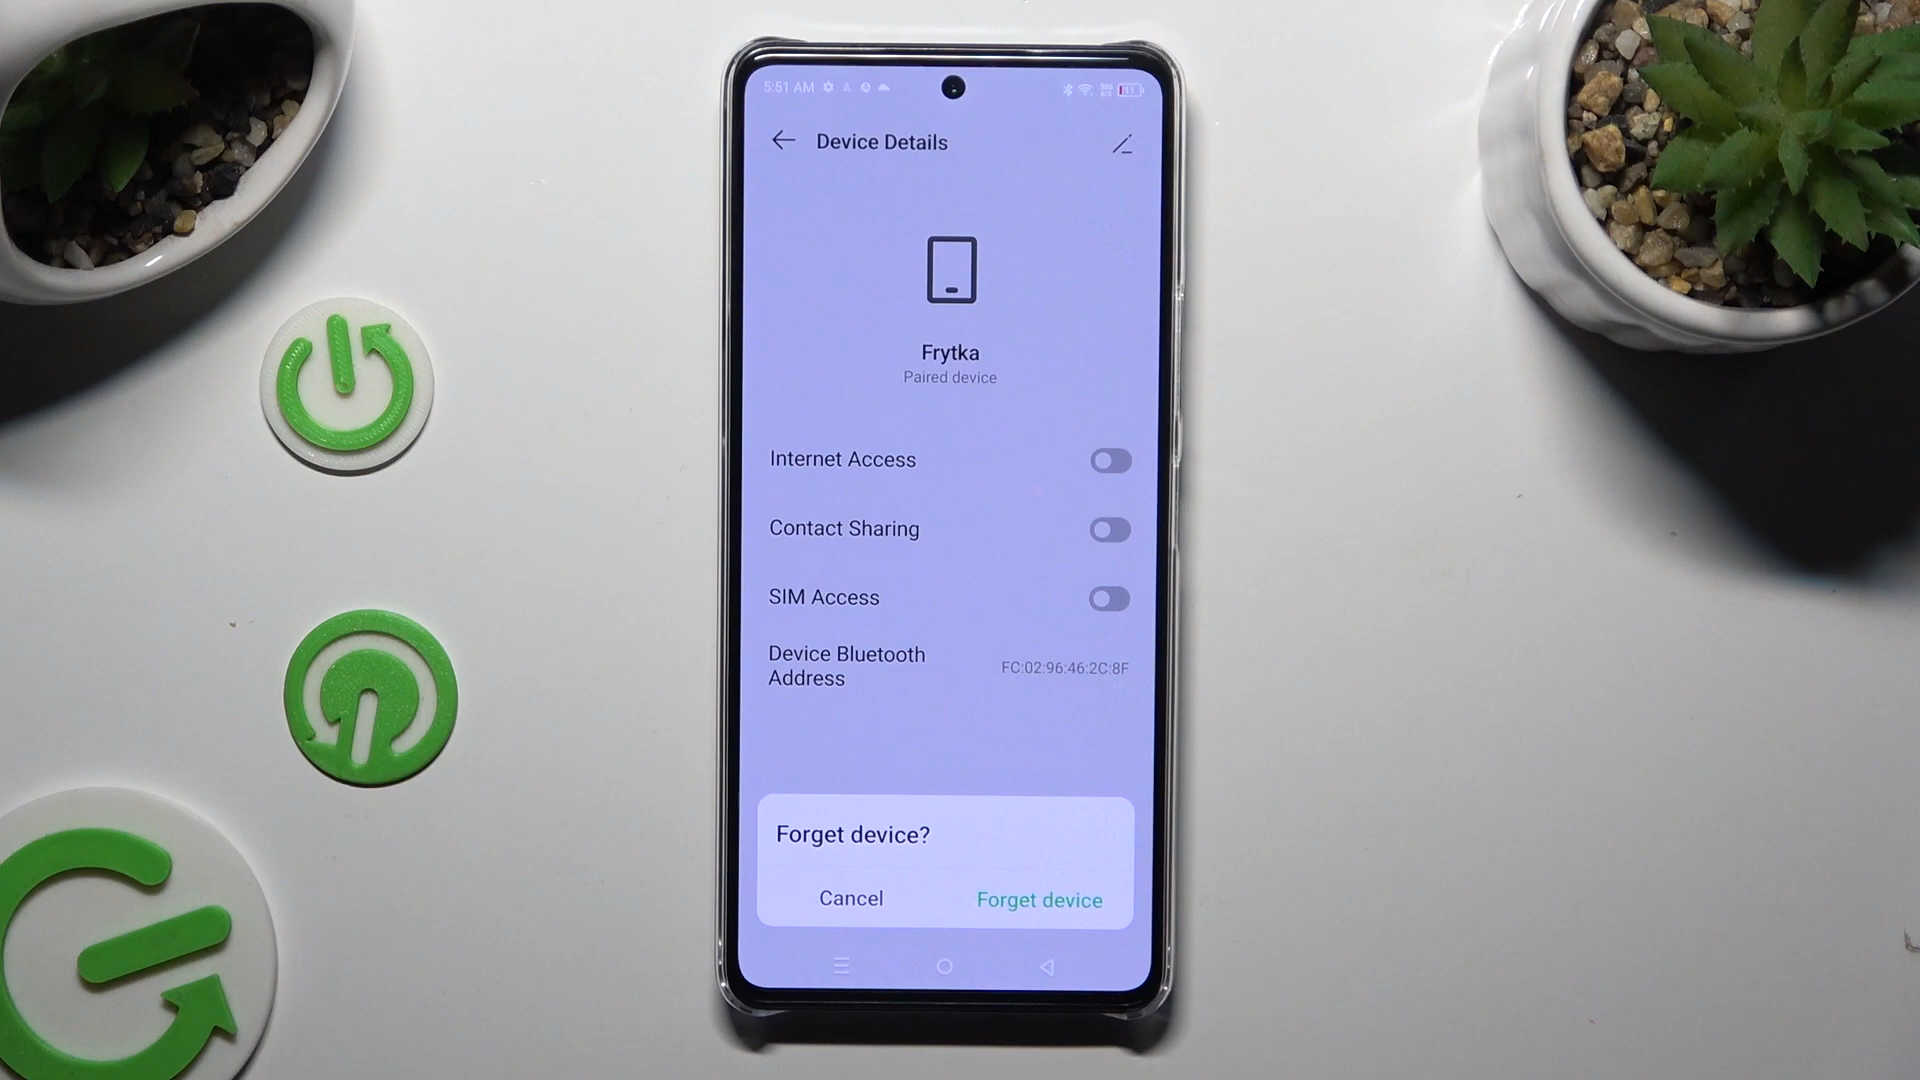 5:51 AM
11
Device Details
Frytka
Paired device
Internet Access
Contact Sharing
SIM Access
Device Bluetooth
Address
FC:02:96:46:2C:8F
Forget device?
Cancel
Forget device